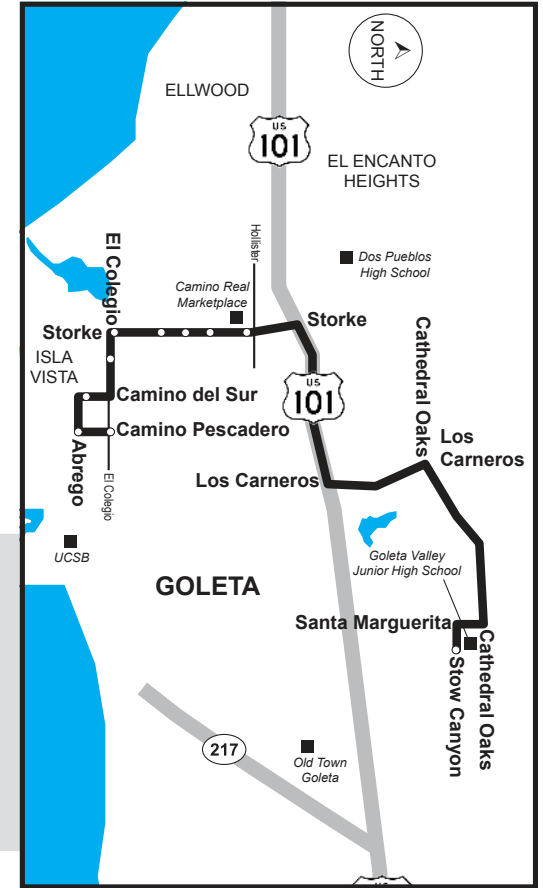 NORTH
ELLWOOD
US
101
EL ENCANTO
HEIGHTS
Hollister
Dos Pueblos
High School
El Colegio
Camino Real
Marketplace
Storke
Storke
Cathedral Oaks
ISLA
VISTA
US
101
Camino del Sur
Camino Pescadero
Los
Carneros
Abrego
El Colegio
Los Carneros
UCSB
Goleta Valley
Junior High School
GOLETA
Santa Marguerita
Cathedral Oaks
Stow Canyon
217
Old Town
Goleta
US